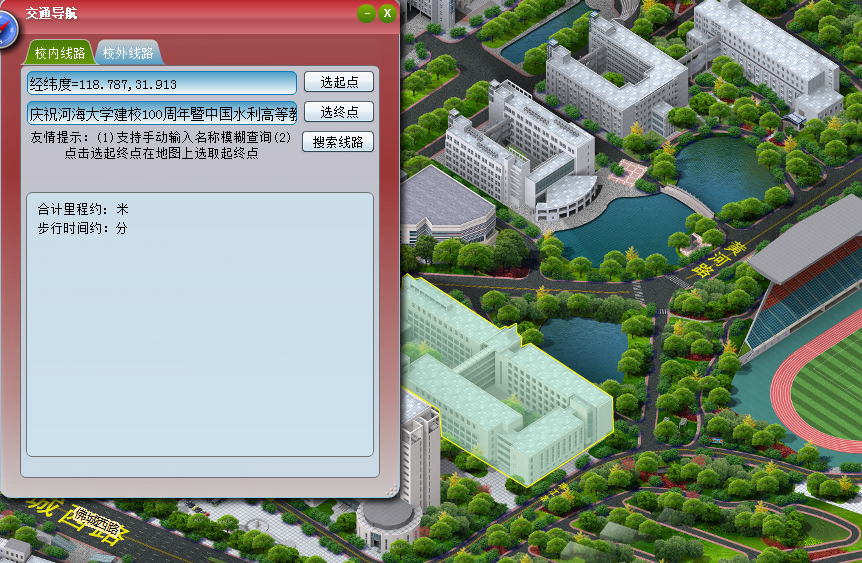 交通导航
校内线路
校外线路
经纬度=118.787,31.913
选起点
庆祝河海大学建校100周年暨中国水利高等教
选终点
友情提示：(1)支持手动输入名称模糊查询(2)
点击选起终点在地图上选取起终点
搜索线路
合计里程约：米
步行时间约：分
黄河路
城西路
佛城西路